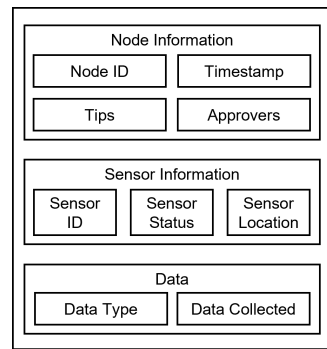 Node Information
Node ID
Timestamp
Tips
Approvers
Sensor Information
Sensor
ID
Sensor
Status
Sensor
Location
Data
Data Type
Data Collected